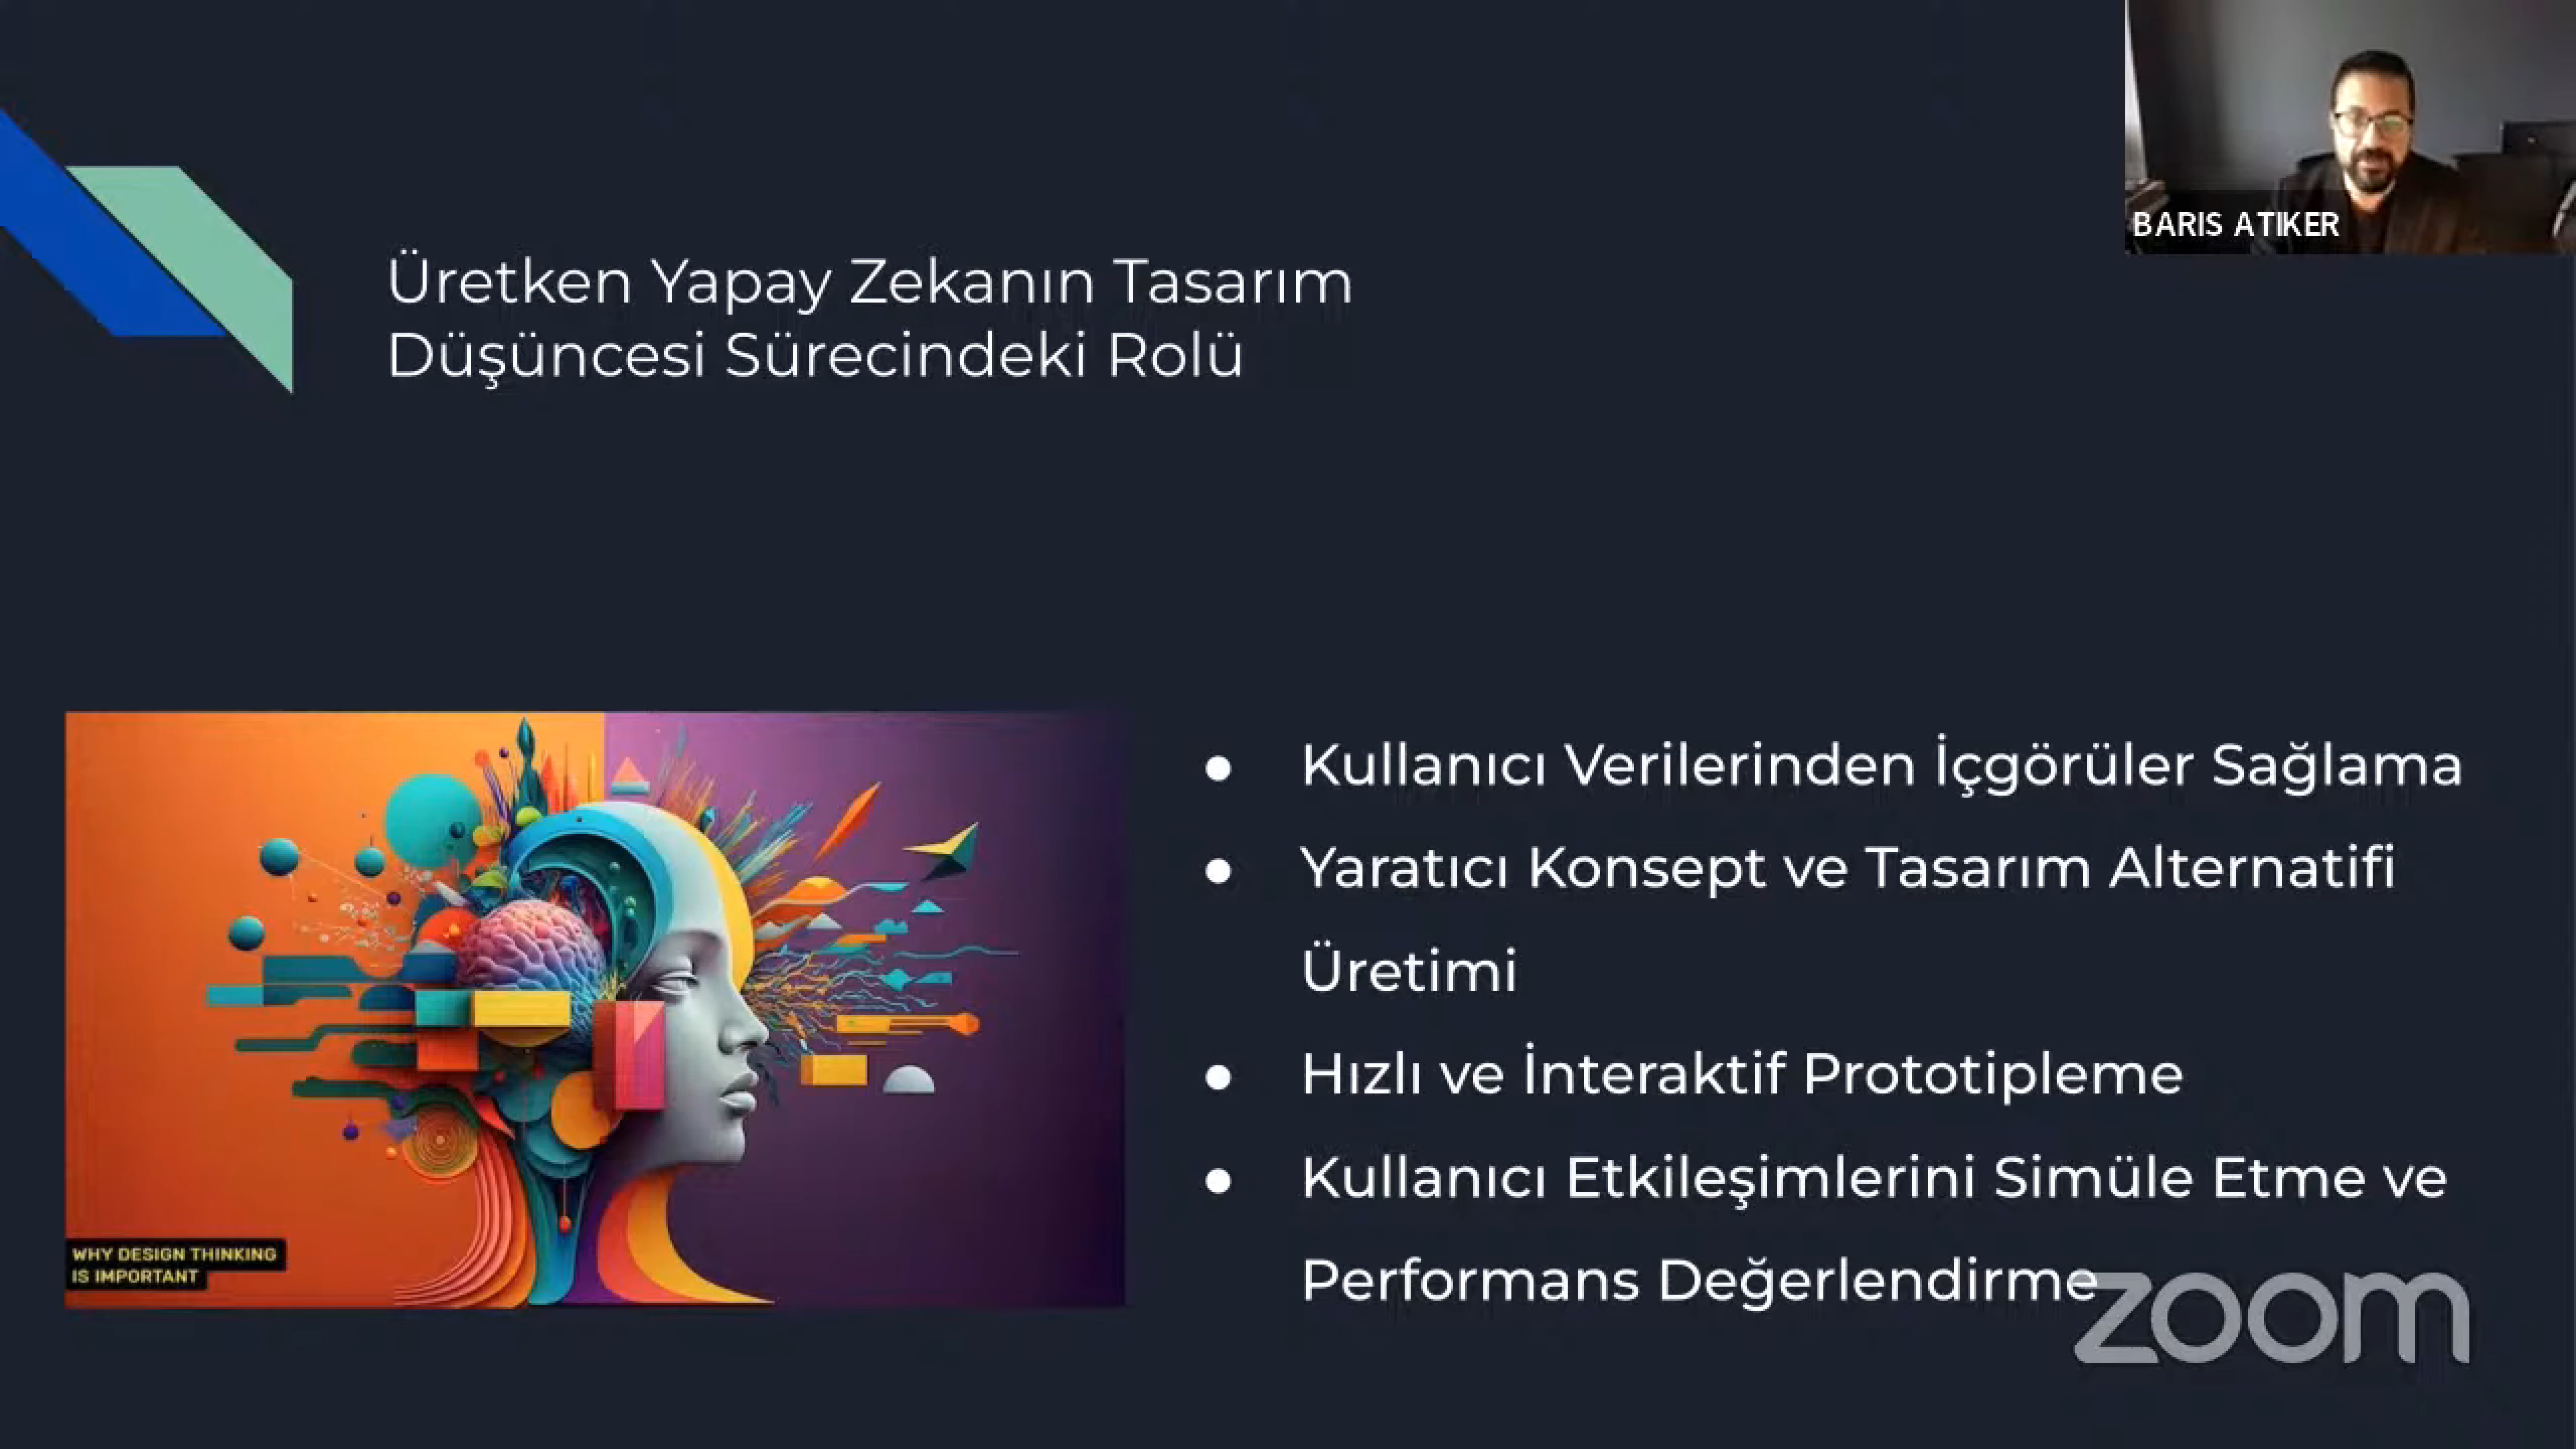 BARIS ATIKER
Üretken Yapay Zekanın Tasarım
Düşüncesi Sürecindeki Rolü
● Kullanıcı Verilerinden İçgörüler Sağlama
● Yaratıcı Konsept ve Tasarım Alternatifi
Üretimi
● Hızlı ve İnteraktif Prototipleme
● Kullanıcı Etkileşimlerini Simüle Etme ve
Performans Değerlendirme
WHY DESIGN THINKING
IS IMPORTANT
zoom